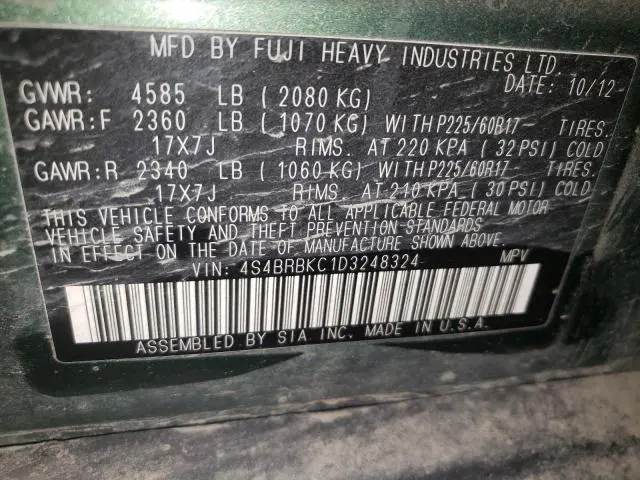 MFD BY FUJI HEAVY INDUSTRIES LTD.
DATE: 10/12
GVWR: 4585 LB ( 2080 KG)
GAWR:F 2360 LB ( 1070 KG) WITH P225/60R17 TIRES.
17X7J RIMS. AT 220 KPA ( 32 PSI) COLD
GAWR:R 2340 LB ( 1060 KG) WITH P225/60R17 TIRES.
17X7J RIMS. AT 210 KPA ( 30 PSI) COLD
THIS VEHICLE CONFORMS TO ALL APPLICABLE FEDERAL MOTOR
VEHICLE SAFETY AND THEFT PREVENTION STANDARDS
IN EFFECT ON THE DATE OF MANUFACTURE SHOWN ABOVE.
VIN: 4S4BRBKC1D3248324 MPV
ASSEMBLED BY SIA INC. MADE IN U.S.A.